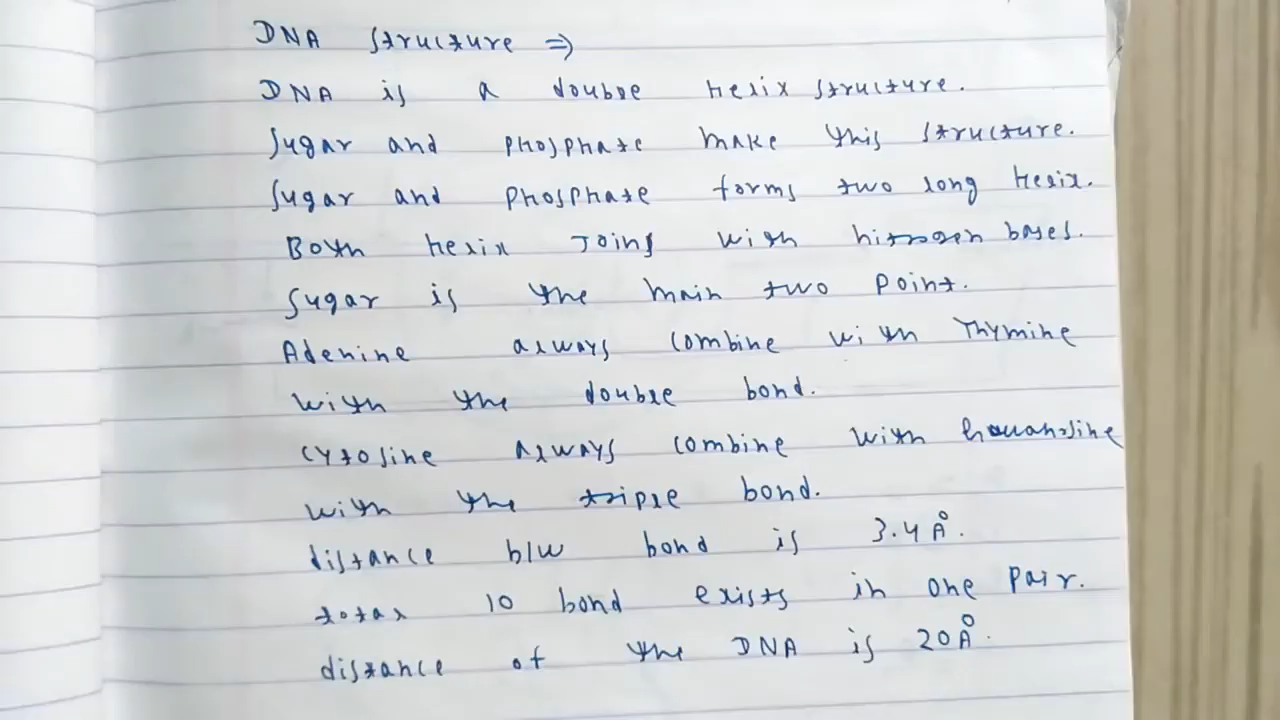 DNA Structure ⇒
DNA is a double Helix structure.
Sugar and phosphate make this structure.
Sugar and phosphate forms two long Helix.
Both Helix Joins with nitrogen bases.
Sugar is the main two point.
Adenine always combine with Thymine
with the double bond.
Cytosine always combine with
with the triple bond.
distance b/w bond is 3.4 Å.
total 10 bond exists in one pair.
distance of the DNA is 20Å.